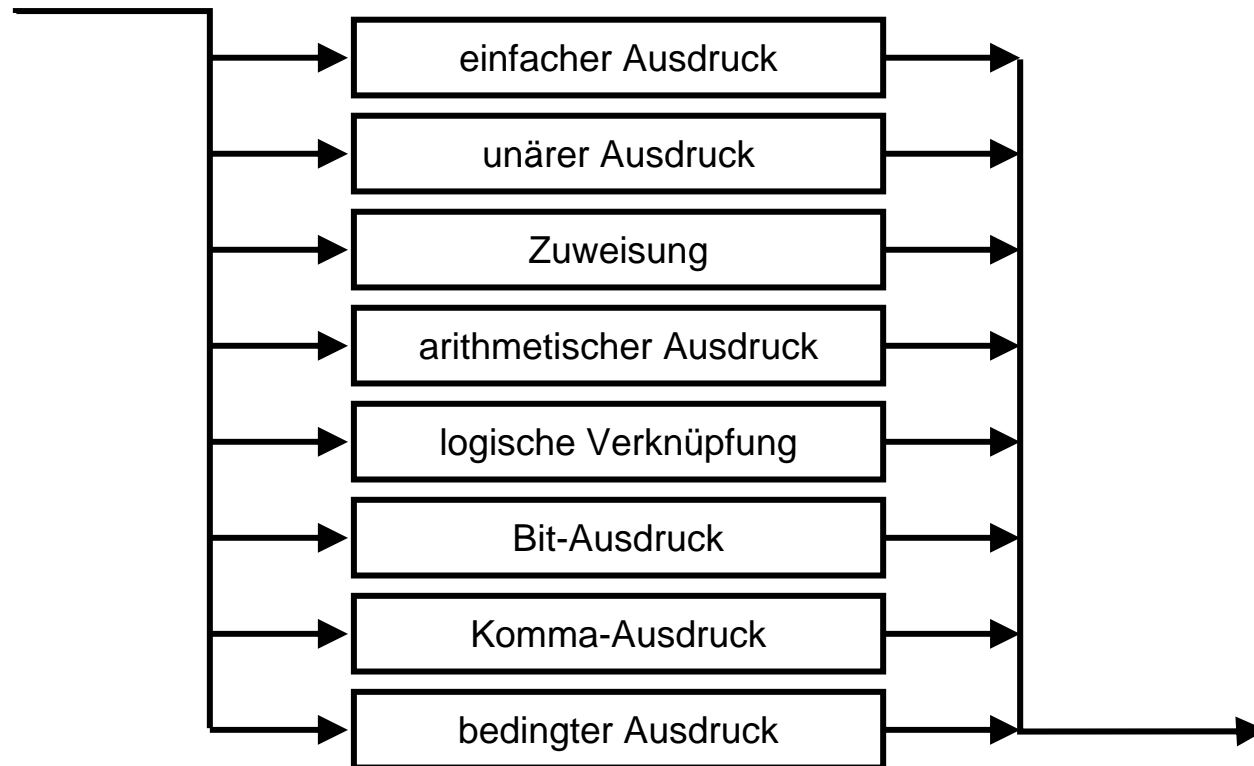 einfacher Ausdruck
unärer Ausdruck
Zuweisung
arithmetischer Ausdruck
logische Verknüpfung
Bit-Ausdruck
Komma-Ausdruck
bedingter Ausdruck